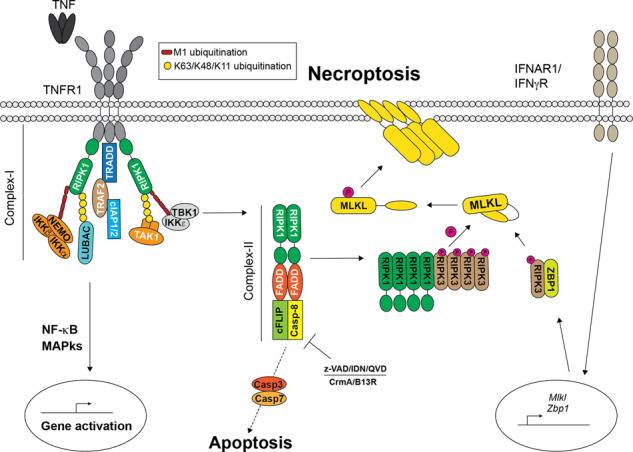 TNF
M1 ubiquitination
K63/K48/K11 ubiquitination
TNFR1
Necroptosis
IFNAR1/
IFNγR
Complex-I
RIPK1
TRADD
RIPK1
TRAF2
cIAP1/2
NEMO
IKKβ/IKKα
LUBAC
TAK1
TBK1
IKKε
NF-κB
MAPks
Gene activation
Complex-II
RIPK1
RIPK1
FADD
FADD
cFLIP
Casp-8
z-VAD/IDN/QVD
CrmA/B13R
Casp3
Casp7
Apoptosis
RIPK1
RIPK1
RIPK1
RIPK1
RIPK3
RIPK3
RIPK3
RIPK3
P
P
P
P
P
MLKL
P
MLKL
P
RIPK3
ZBP1
Mlkl
Zbp1